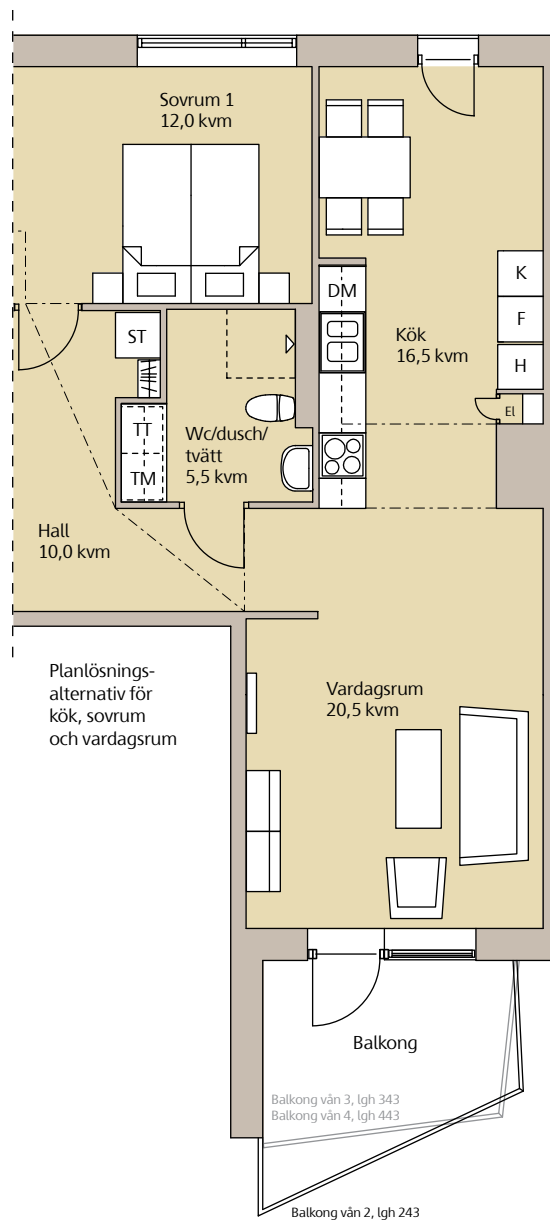 Sovrum 1
12,0 kvm
K
DM
F
Kök
16,5 kvm
ST
H
El
TT
Wc/dusch/
tvätt
5,5 kvm
TM
Hall
10,0 kvm
Planlösnings-
alternativ för
kök, sovrum
och vardagsrum
Vardagsrum
20,5 kvm
Balkong
Balkong vån 3, lgh 343
Balkong vån 4, lgh 443
Balkong vån 2, lgh 243